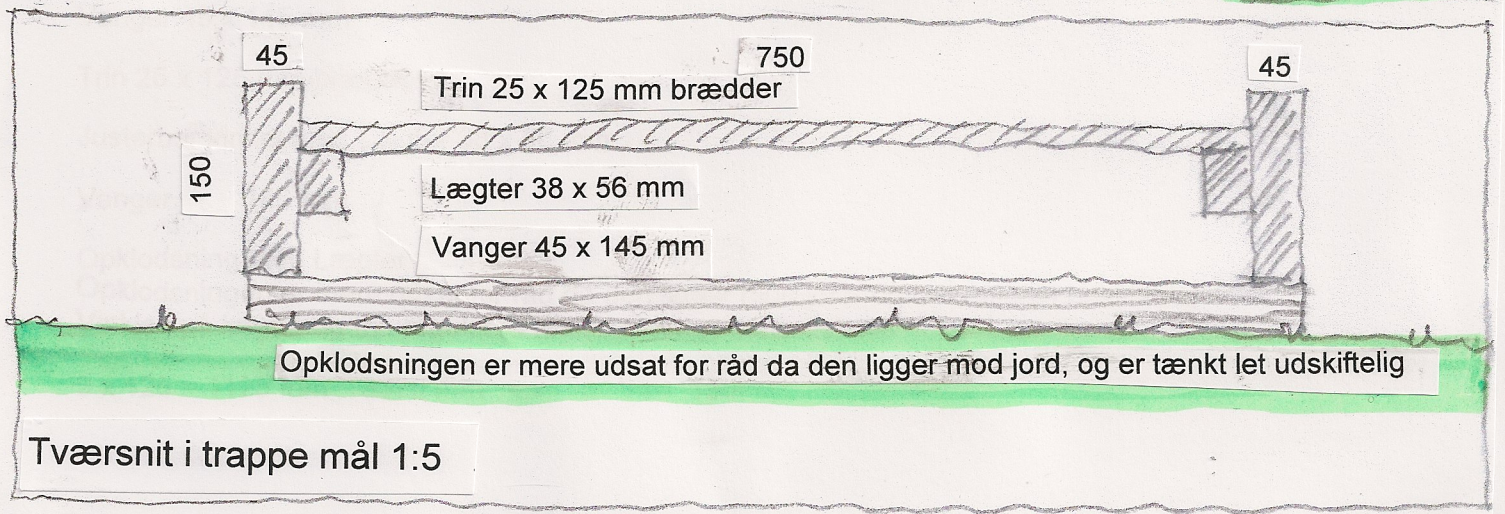 45
750
45
Trin 25 x 125 mm brædder
150
Lægter 38 x 56 mm
Vanger 45 x 145 mm
Opklodsningen er mere udsat for råd da den ligger mod jord, og er tænkt let udskiftelig
Tværsnit i trappe mål 1:5